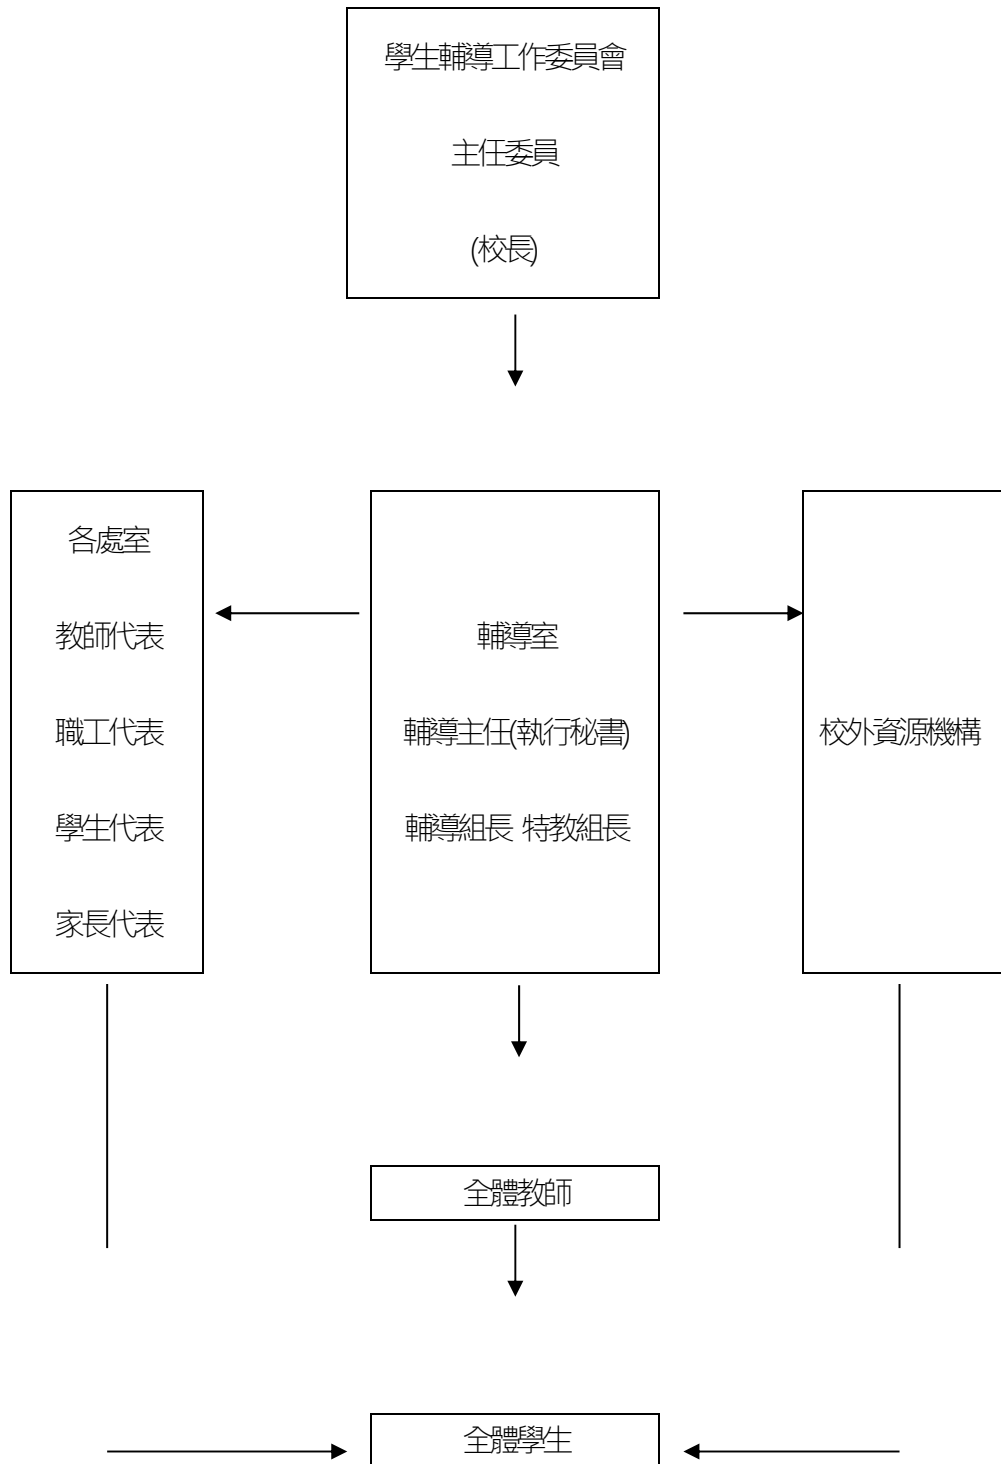 學生輔導工作委員會
主任委員
(校長)
各處室
教師代表
職工代表
學生代表
家長代表
輔導室
輔導主任(執行秘書)
輔導組長 特教組長
校外資源機構
全體教師
全體學生